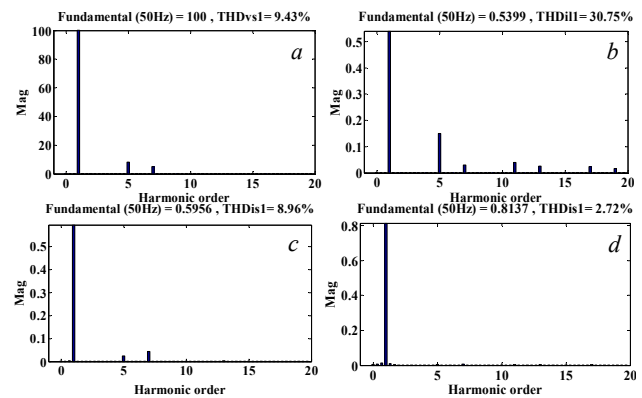 Fundamental (50Hz) = 100 , THDvs1= 9.43%
100
80
60
40
20
0
Mag
a
0 5 10 15 20
Harmonic order
Fundamental (50Hz) = 0.5399 , THDil1= 30.75%
0.5
0.4
0.3
0.2
0.1
0
Mag
b
0 5 10 15 20
Harmonic order
Fundamental (50Hz) = 0.5956 , THDis1= 8.96%
0.5
0.4
0.3
0.2
0.1
0
Mag
c
0 5 10 15 20
Harmonic order
Fundamental (50Hz) = 0.8137 , THDis1= 2.72%
0.8
0.6
0.4
0.2
0
Mag
d
0 5 10 15 20
Harmonic order